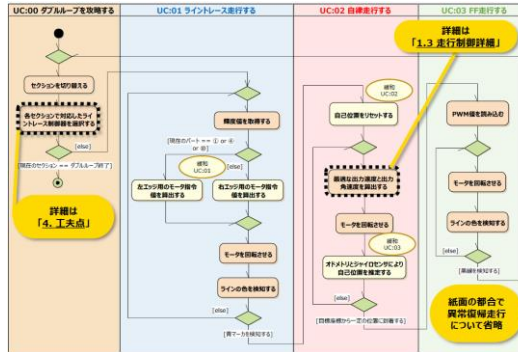 UC:00 ダブルループを攻略する
UC:01 ライントレース走行する
UC:02 自律走行する
UC:03 FF走行する
セクションを切り替える
各セクションで対応したライ
ントレース制御器を選択する
[else]
[現在のセクション == ダブルループ終了]
詳細は
「4. 工夫点」
輝度値を取得する
[else]
緩和
UC:01
左エッジ用のモータ指令
値を算出する
右エッジ用のモータ指令
値を算出する
モータを回転させる
ラインの色を検知する
[else]
[青マーカを検知する]
詳細は
「1.3 走行制御詳細」
緩和
UC:02
自己位置をリセットする
最適な出力速度と出力
角速度を算出する
モータを回転させる
緩和
UC:03
オドメトリとジャイロセンサにより
自己位置を推定する
[else]
[目標座標から一定の位置に到着する]
PWM値を読み込む
モータを回転させる
ラインの色を検知する
[else]
[黒線を検知する]
紙面の都合で
異常復帰走行
について省略